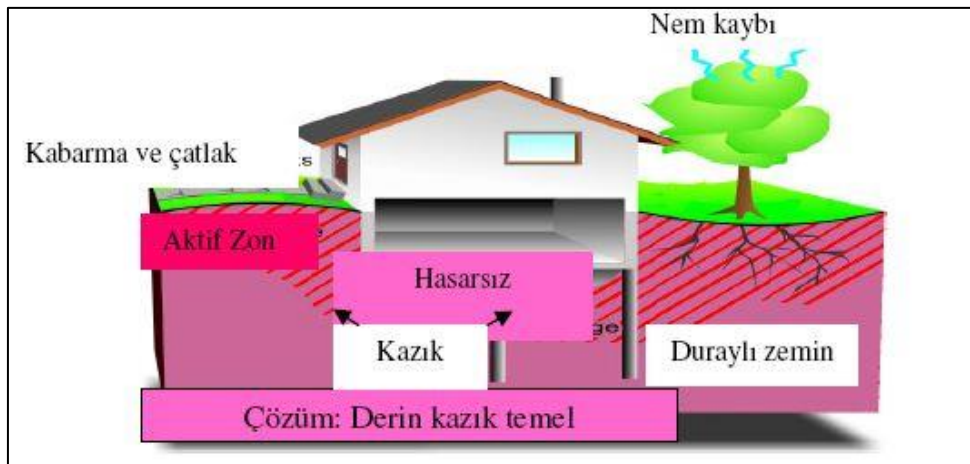 Nem kaybı
Kabarma ve çatlak
Aktif Zon
Hasarsız
Kazık
Duraylı zemin
Çözüm: Derin kazık temel